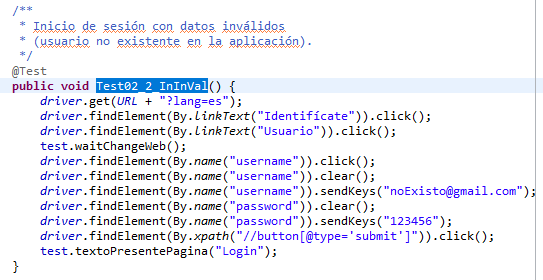 /**
 * Inicio de sesión con datos inválidos
 * (usuario no existente en la aplicación).
 */
@Test
public void Test02_2_InInVal() {
    driver.get(URL + "?lang=es");
    driver.findElement(By.linkText("Identifícate")).click();
    driver.findElement(By.linkText("Usuario")).click();
    test.waitChangeWeb();
    driver.findElement(By.name("username")).click();
    driver.findElement(By.name("username")).clear();
    driver.findElement(By.name("username")).sendKeys("noExisto@gmail.com");
    driver.findElement(By.name("password")).clear();
    driver.findElement(By.name("password")).sendKeys("123456");
    driver.findElement(By.xpath("//button[@type='submit']")).click();
    test.textoPresentePagina("Login");
}